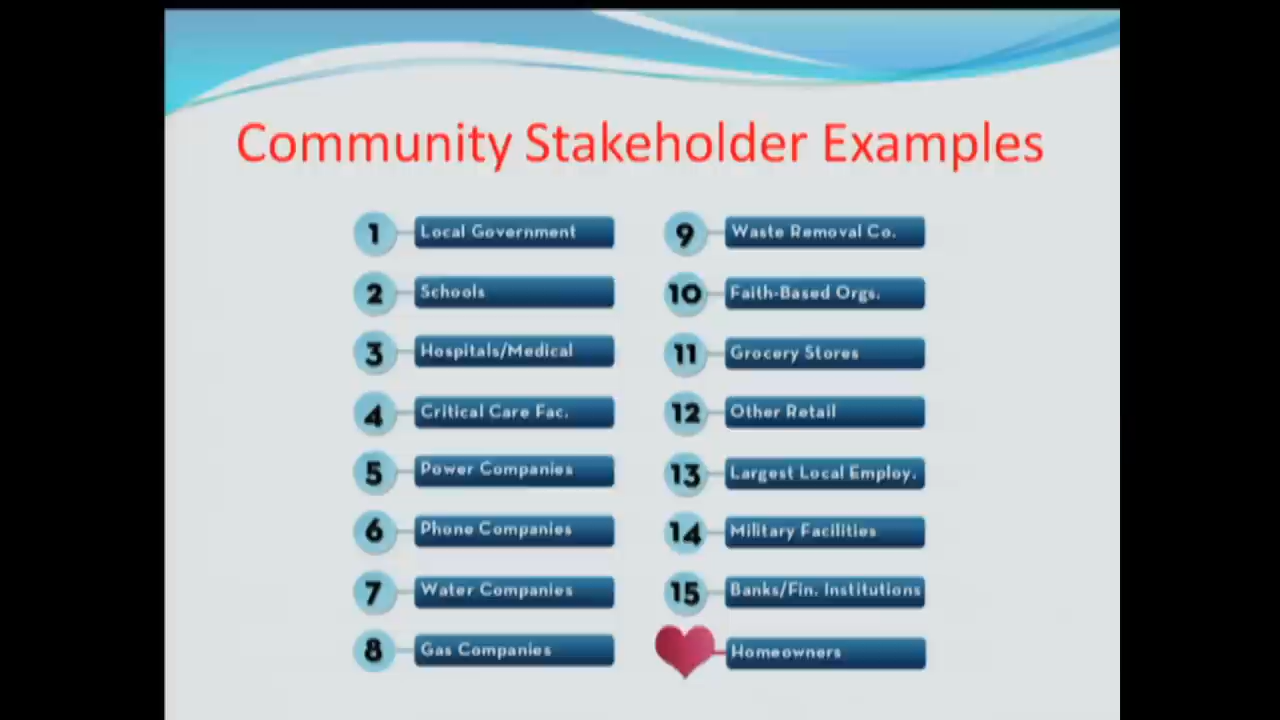 Community Stakeholder Examples
1 Local Government
2 Schools
3 Hospitals/Medical
4 Critical Care Fac.
5 Power Companies
6 Phone Companies
7 Water Companies
8 Gas Companies
9 Waste Removal Co.
10 Faith-Based Orgs.
11 Grocery Stores
12 Other Retail
13 Largest Local Employ.
14 Military Facilities
15 Banks/Fin. Institutions
Homeowners